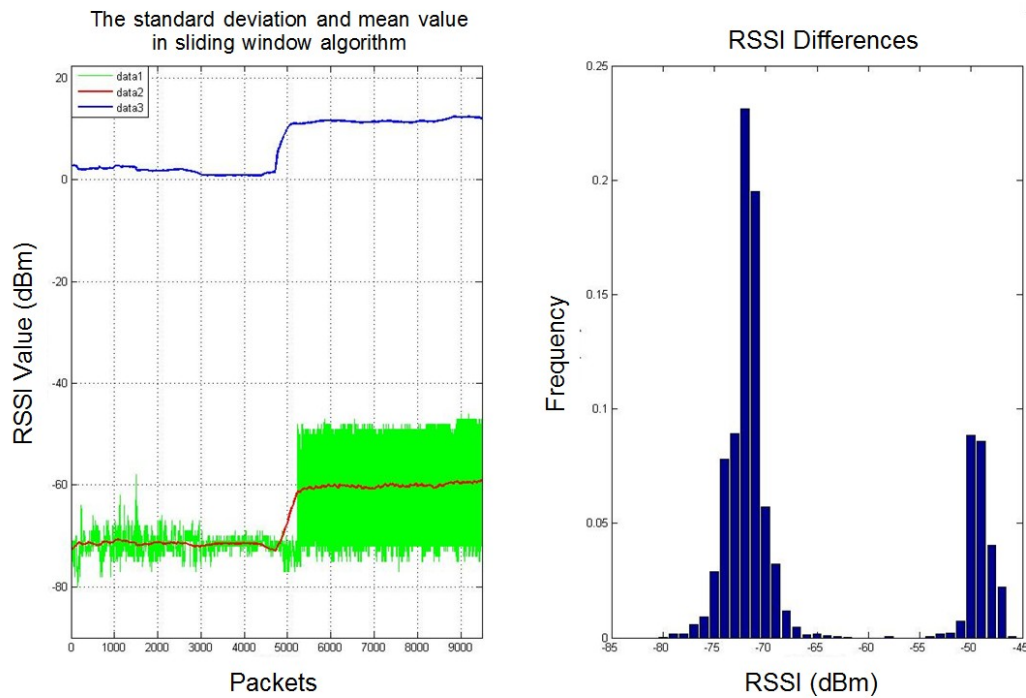 The standard deviation and mean value
in sliding window algorithm
data1
data2
data3
20
0
-20
-40
-60
-80
RSSI Value (dBm)
0 1000 2000 3000 4000 5000 6000 7000 8000 9000
Packets
RSSI Differences
0.25
0.2
0.15
0.1
0.05
0
Frequency
-85 -80 -75 -70 -65 -60 -55 -50 -45
RSSI (dBm)